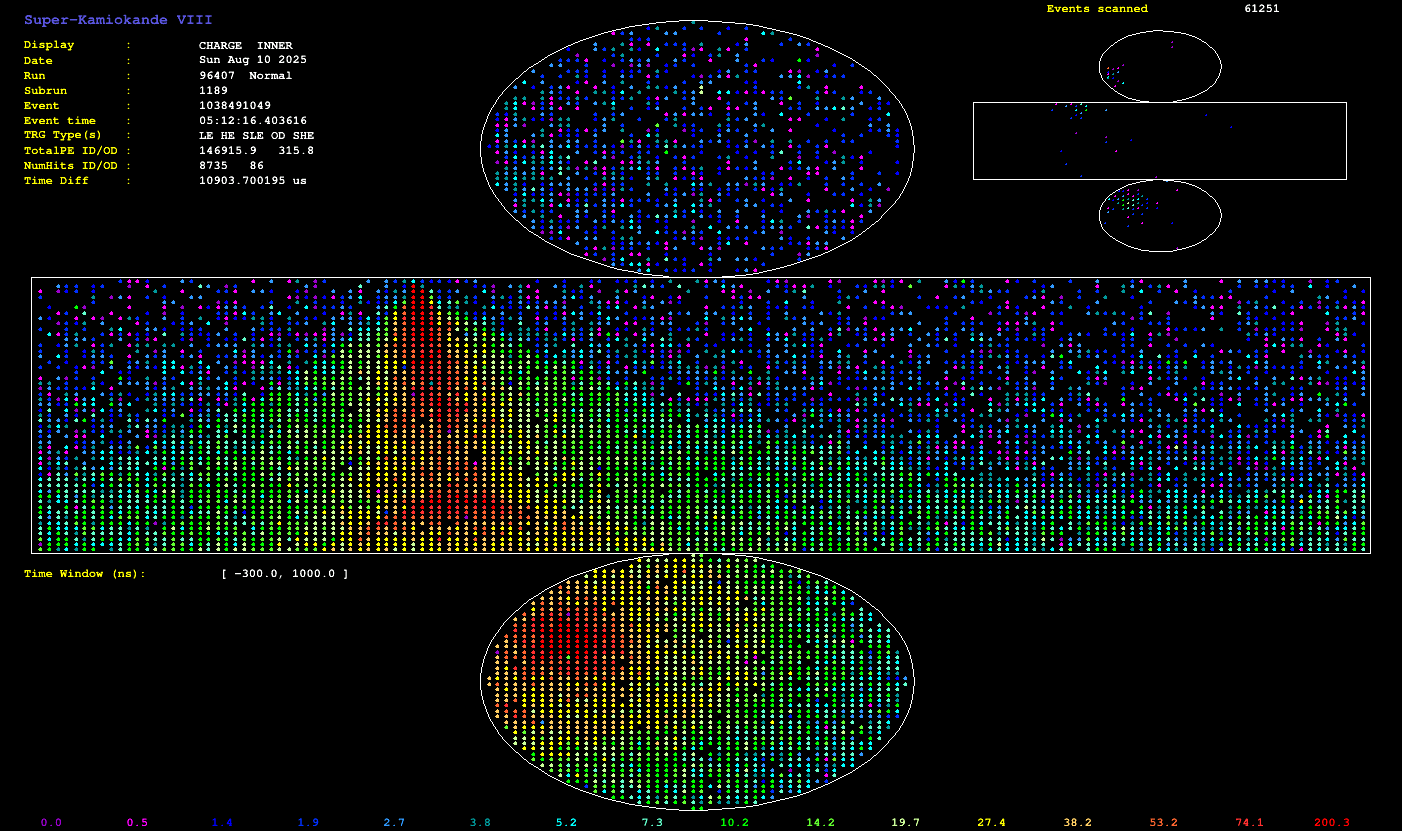 Super-Kamiokande VIII
Display : CHARGE INNER
Date : Sun Aug 10 2025
Run : 96407 Normal
Subrun : 1189
Event : 1038491049
Event time : 05:12:16.403616
TRG Type(s) : LE HE SLE OD SHE
TotalPE ID/OD : 146915.9 315.8
NumHits ID/OD : 8735 86
Time Diff : 10903.700195 us
Events scanned 61251
Time Window (ns): [ -300.0, 1000.0 ]
0.0 0.5 1.4 1.9 2.7 3.8 5.2 7.3 10.2 14.2 19.7 27.4 38.2 53.2 74.1 200.3